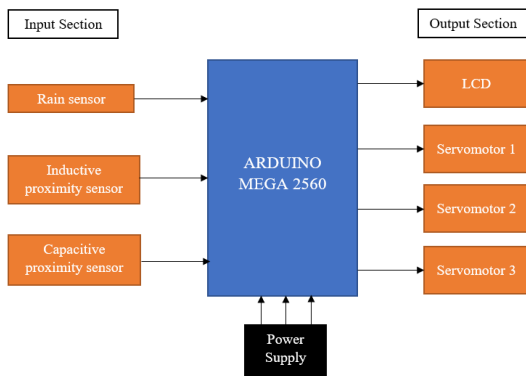 Input Section
Output Section
Rain sensor
Inductive
proximity sensor
Capacitive
proximity sensor
ARDUINO
MEGA 2560
LCD
Servomotor 1
Servomotor 2
Servomotor 3
Power
Supply